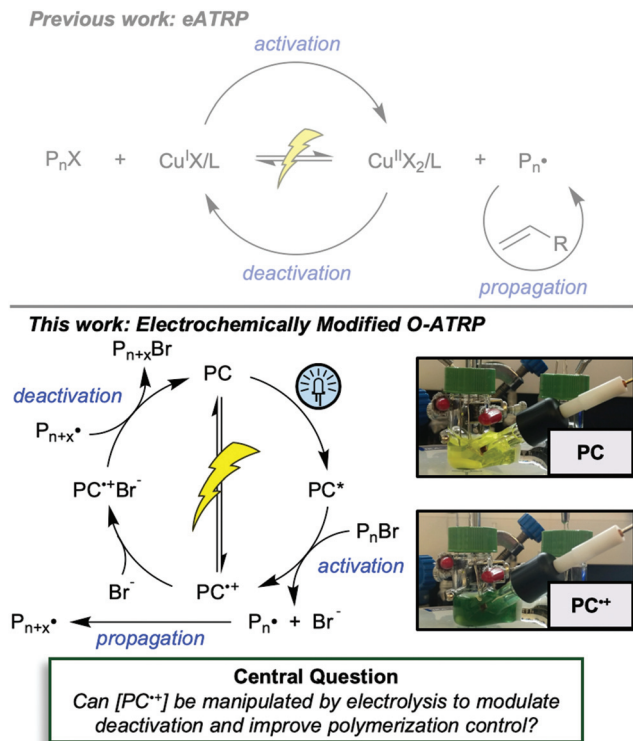 Previous work: eATRP
activation
PₙX + CuᴵX/L CuᴵᴵX₂/L + Pₙ•
R
deactivation
propagation
This work: Electrochemically Modified O-ATRP
Pₙ₊ₓBr
PC
deactivation
Pₙ₊ₓ•
PC
PC*
PC•⁺Br⁻
PₙBr
activation
Br⁻
PC•⁺
PC•⁺
Pₙ₊ₓ• Pₙ• + Br⁻
propagation
Central Question
Can [PC•⁺] be manipulated by electrolysis to modulate
deactivation and improve polymerization control?